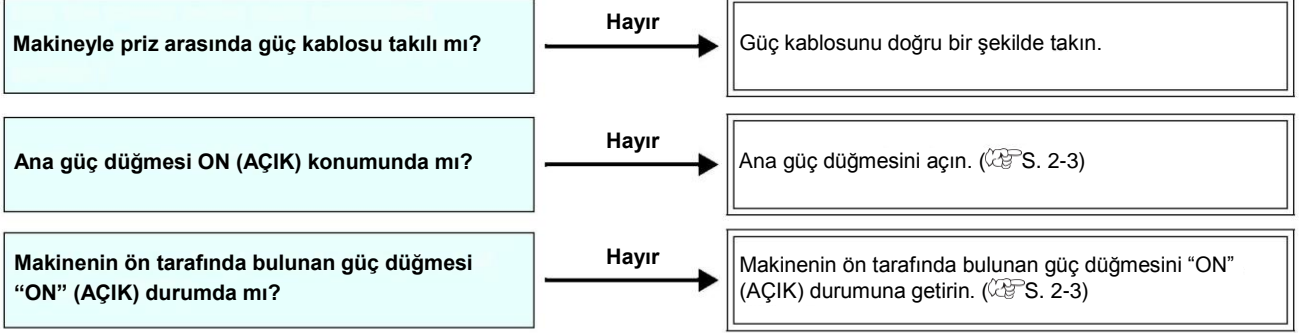 Hayır
Makineyle priz arasında güç kablosu takılı mı?
Güç kablosunu doğru bir şekilde takın.
Hayır
Ana güç düğmesi ON (AÇIK) konumunda mı?
Ana güç düğmesini açın. (S. 2-3)
Hayır
Makinenin ön tarafında bulunan güç düğmesi
“ON” (AÇIK) durumda mı?
Makinenin ön tarafında bulunan güç düğmesini “ON”
(AÇIK) durumuna getirin. (S. 2-3)